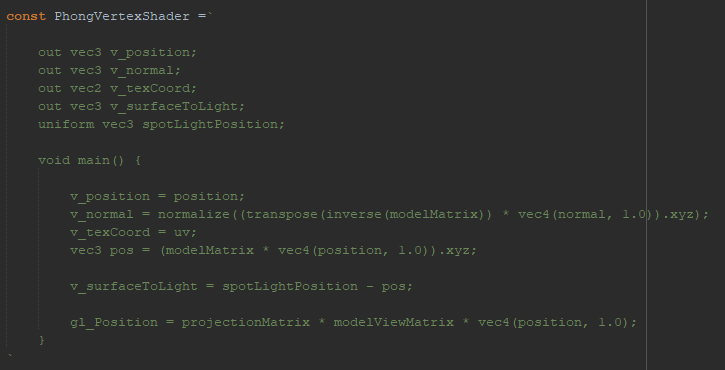 const PhongVertexShader =`
out vec3 v_position;
out vec3 v_normal;
out vec2 v_texCoord;
out vec3 v_surfaceToLight;
uniform vec3 spotLightPosition;
void main() {
v_position = position;
v_normal = normalize((transpose(inverse(modelMatrix)) * vec4(normal, 1.0)).xyz);
v_texCoord = uv;
vec3 pos = (modelMatrix * vec4(position, 1.0)).xyz;
v_surfaceToLight = spotLightPosition - pos;
gl_Position = projectionMatrix * modelViewMatrix * vec4(position, 1.0);
}
`